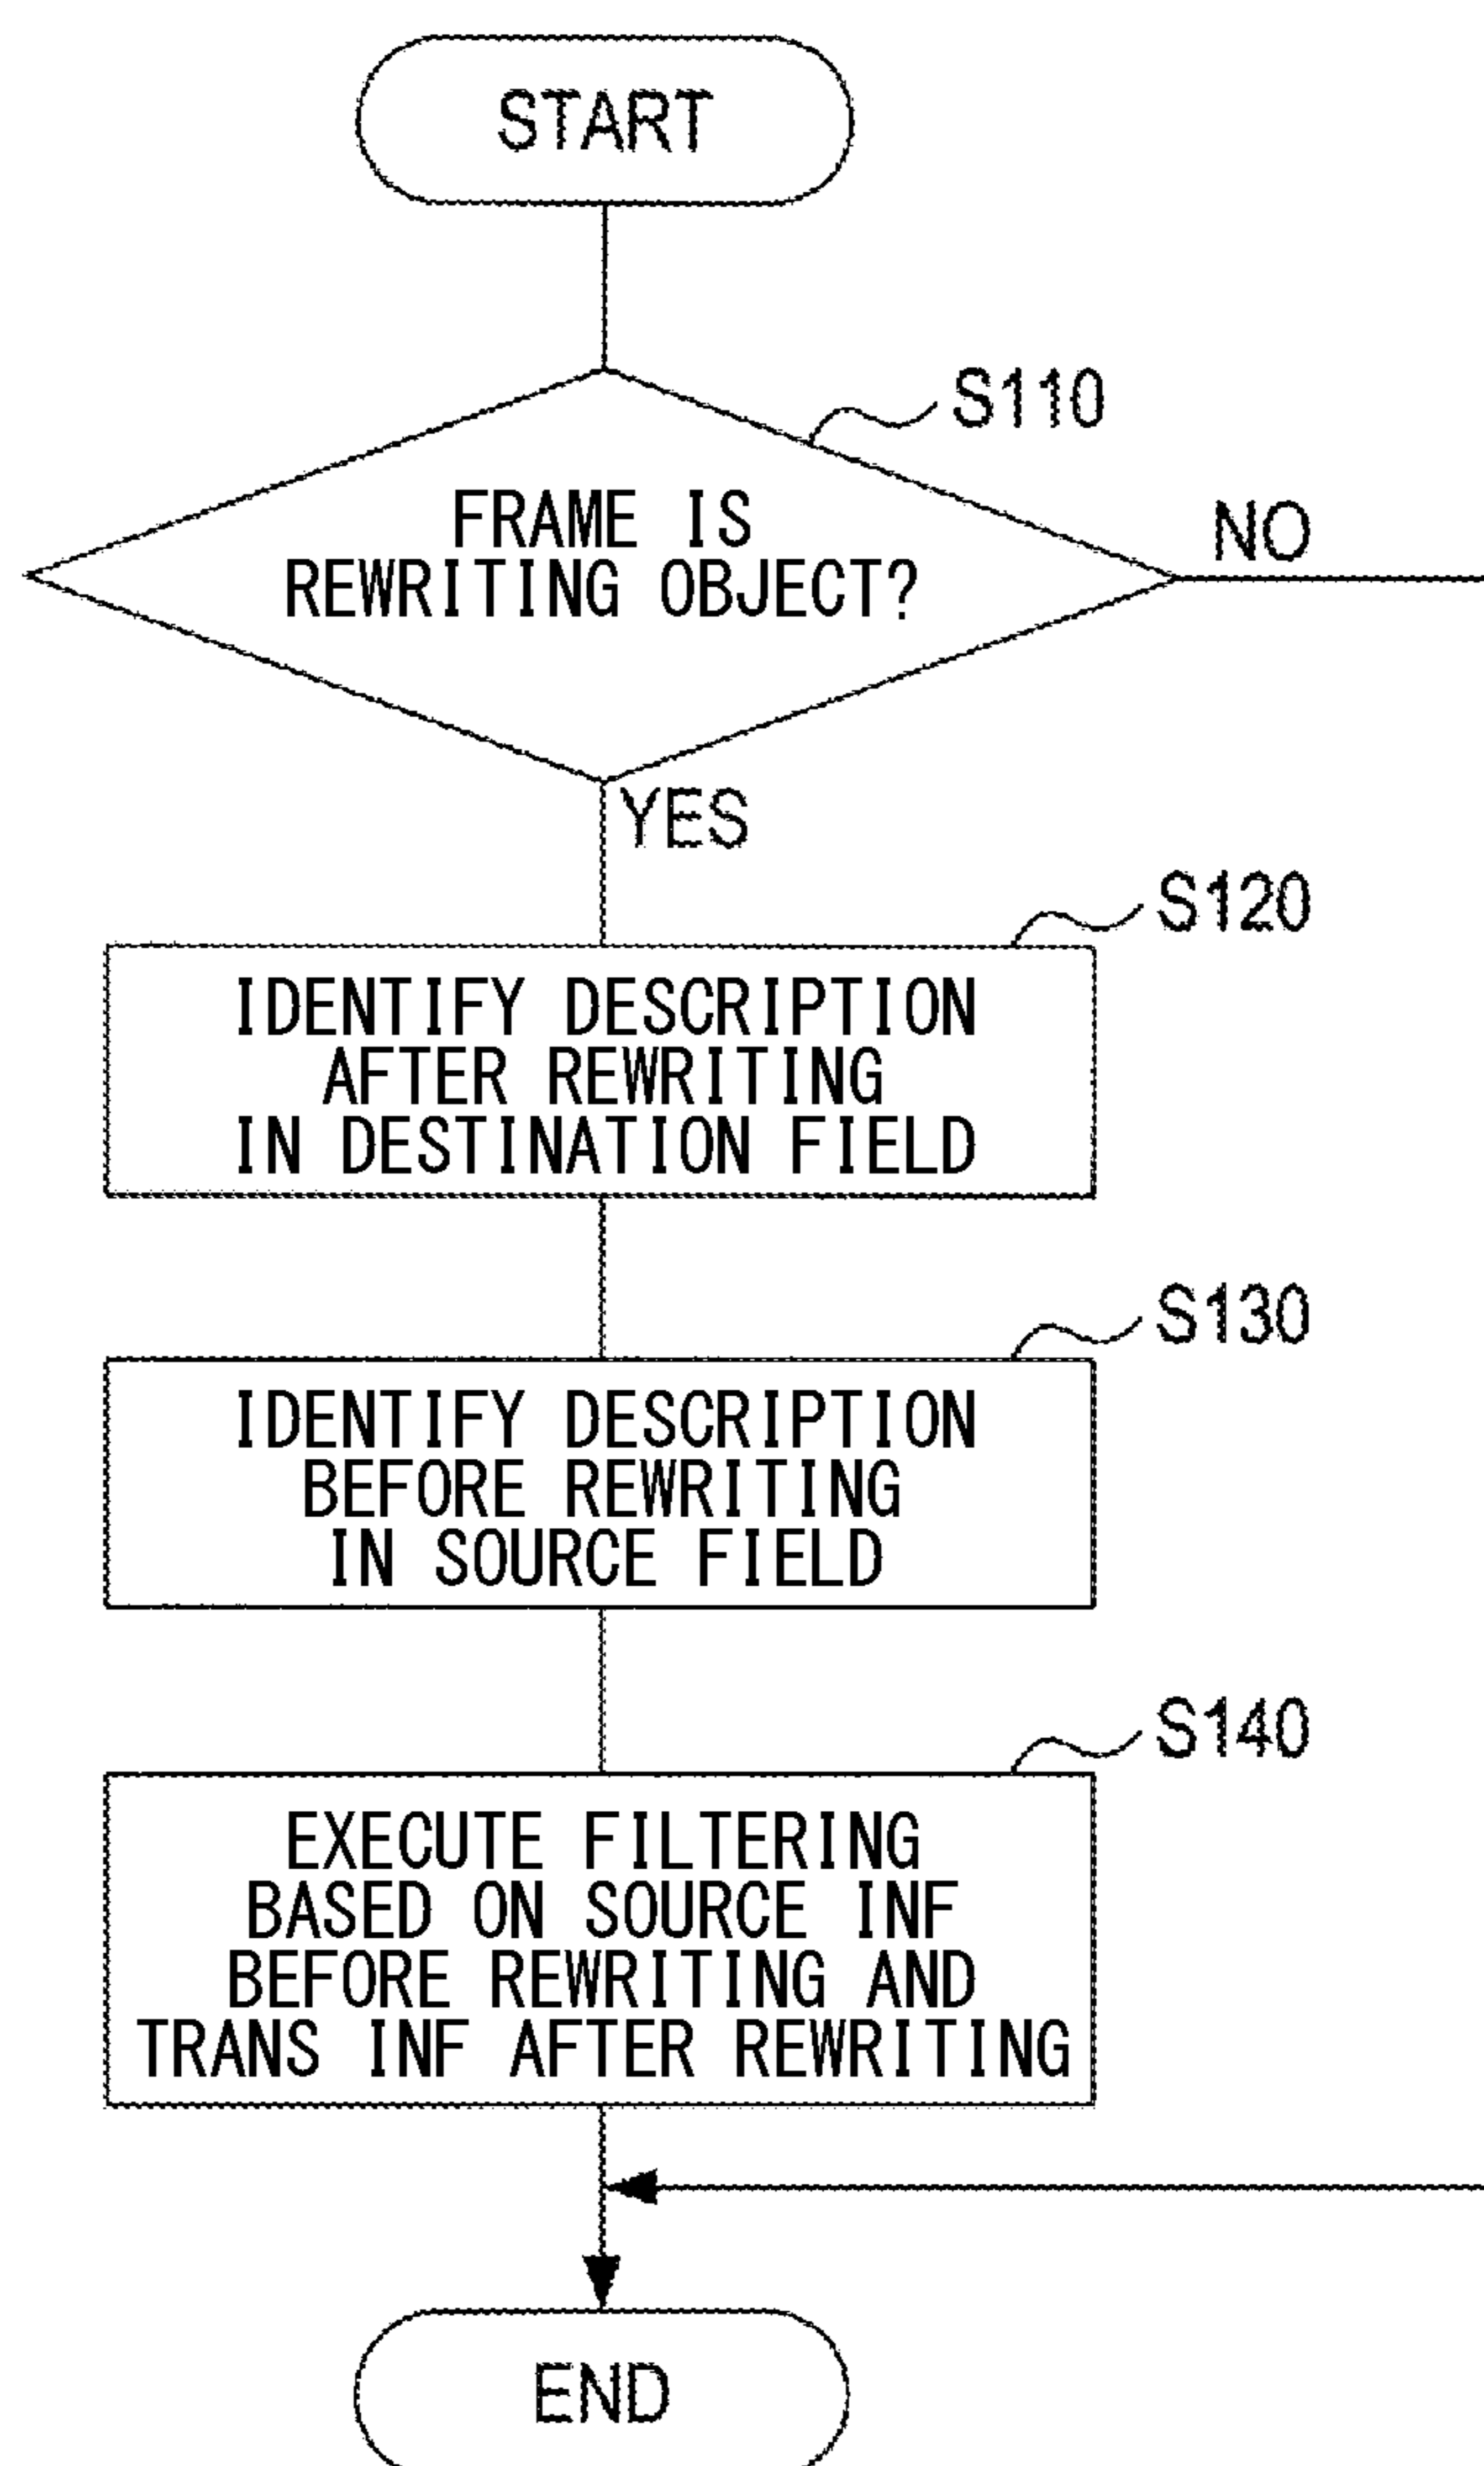 START
S110
FRAME IS
REWRITING OBJECT?
NO
YES
S120
IDENTIFY DESCRIPTION
AFTER REWRITING
IN DESTINATION FIELD
S130
IDENTIFY DESCRIPTION
BEFORE REWRITING
IN SOURCE FIELD
S140
EXECUTE FILTERING
BASED ON SOURCE INF
BEFORE REWRITING AND
TRANS INF AFTER REWRITING
END